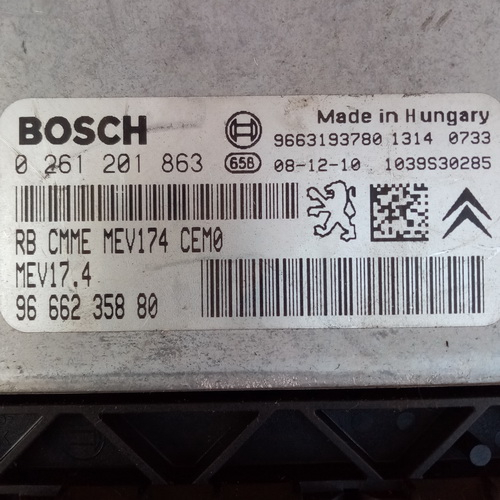 BOSCH
Made in Hungary
9663193780 1314 0733
0 261 201 863
65B
08-12-10 1039S30285
RB CMME MEV174 CEM0
MEV17.4
96 662 358 80